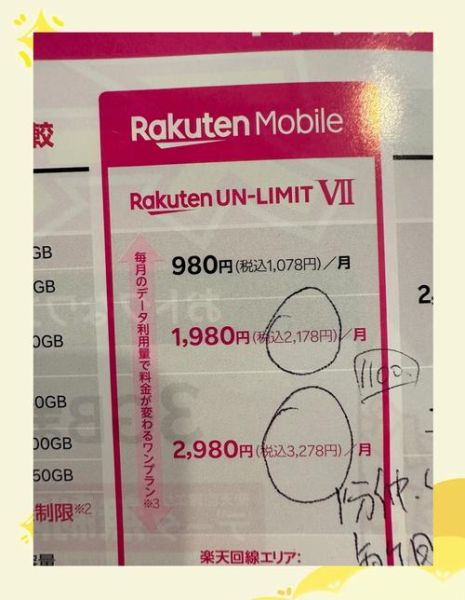 較
Rakuten Mobile
Rakuten UN-LIMIT VII
毎月のデータ利用量で料金が変わるワンプラン※3
GB
980円(税込1,078円)/月
GB
1,980円(税込2,178円)/月
0GB
1100
0GB
00GB
2,980円(税込3,278円)/月
50GB
制限※2
楽天回線エリア: